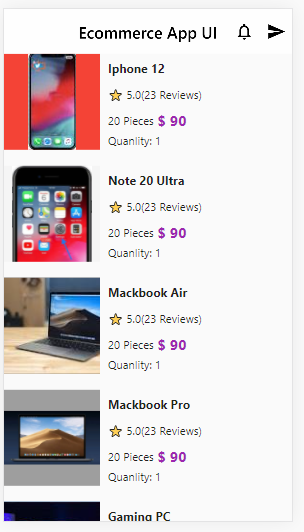 Ecommerce App UI
Iphone 12
5.0(23 Reviews)
20 Pieces $ 90
Quanlity: 1
Note 20 Ultra
5.0(23 Reviews)
20 Pieces $ 90
Quanlity: 1
Mackbook Air
5.0(23 Reviews)
20 Pieces $ 90
Quanlity: 1
Mackbook Pro
5.0(23 Reviews)
20 Pieces $ 90
Quanlity: 1
Gaming PC